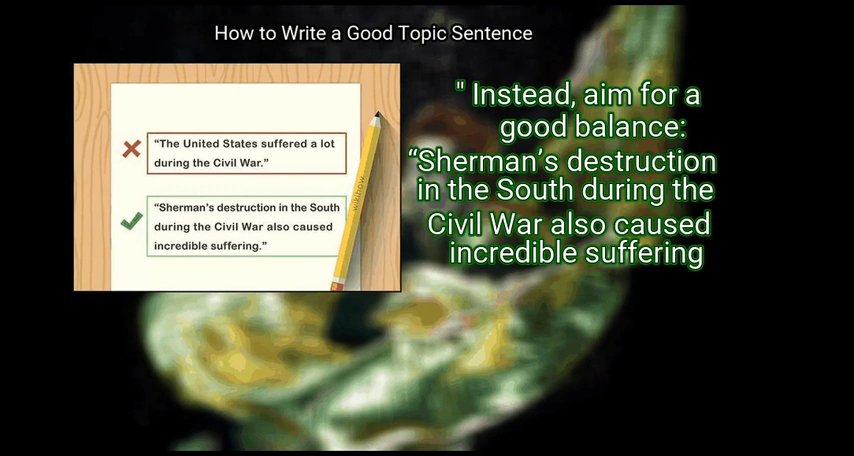 How to Write a Good Topic Sentence
“The United States suffered a lot
during the Civil War.”
“Sherman’s destruction in the South
during the Civil War also caused
incredible suffering.”
wikihow
" Instead, aim for a
good balance:
“Sherman’s destruction
in the South during the
Civil War also caused
incredible suffering